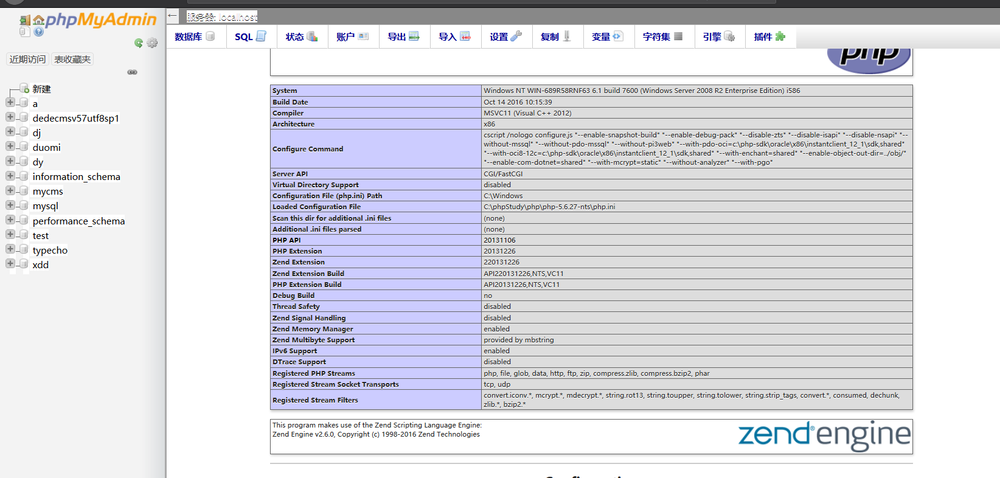 phpMyAdmin
近期访问 表收藏夹
新建
a
dedecmsv57utf8sp1
dj
duomi
dy
information_schema
mycms
mysql
performance_schema
test
typecho
xdd
服务器: localhost
数据库 SQL 状态 账户 导出 导入 设置 复制 变量 字符集 引擎 插件
php
System Windows NT WIN-689R58RNF63 6.1 build 7600 (Windows Server 2008 R2 Enterprise Edition) i586
Build Date Oct 14 2016 10:15:39
Compiler MSVC11 (Visual C++ 2012)
Architecture x86
Configure Command cscript /nologo configure.js "--enable-snapshot-build" "--enable-debug-pack" "--disable-zts" "--disable-isapi" "--disable-nsapi" "--
without-mssql" "--without-pdo-mssql" "--without-pi3web" "--with-pdo-oci=c:\php-sdk\oracle\x86\instantclient_12_1\sdk,shared"
"--with-oci8-12c=c:\php-sdk\oracle\x86\instantclient_12_1\sdk,shared" "--with-enchant=shared" "--enable-object-out-dir=../obj/"
"--enable-com-dotnet=shared" "--with-mcrypt=static" "--without-analyzer" "--with-pgo"
Server API CGI/FastCGI
Virtual Directory Support disabled
Configuration File (php.ini) Path C:\Windows
Loaded Configuration File C:\phpStudy\php\php-5.6.27-nts\php.ini
Scan this dir for additional .ini files (none)
Additional .ini files parsed (none)
PHP API 20131106
PHP Extension 20131226
Zend Extension 220131226
Zend Extension Build API220131226,NTS,VC11
PHP Extension Build API20131226,NTS,VC11
Debug Build no
Thread Safety disabled
Zend Signal Handling disabled
Zend Memory Manager enabled
Zend Multibyte Support provided by mbstring
IPv6 Support enabled
DTrace Support disabled
Registered PHP Streams php, file, glob, data, http, ftp, zip, compress.zlib, compress.bzip2, phar
Registered Stream Socket Transports tcp, udp
Registered Stream Filters convert.iconv.*, mcrypt.*, mdecrypt.*, string.rot13, string.toupper, string.tolower, string.strip_tags, convert.*, consumed, dechunk,
zlib.*, bzip2.*
This program makes use of the Zend Scripting Language Engine:
Zend Engine v2.6.0, Copyright (c) 1998-2016 Zend Technologies
zend® engine